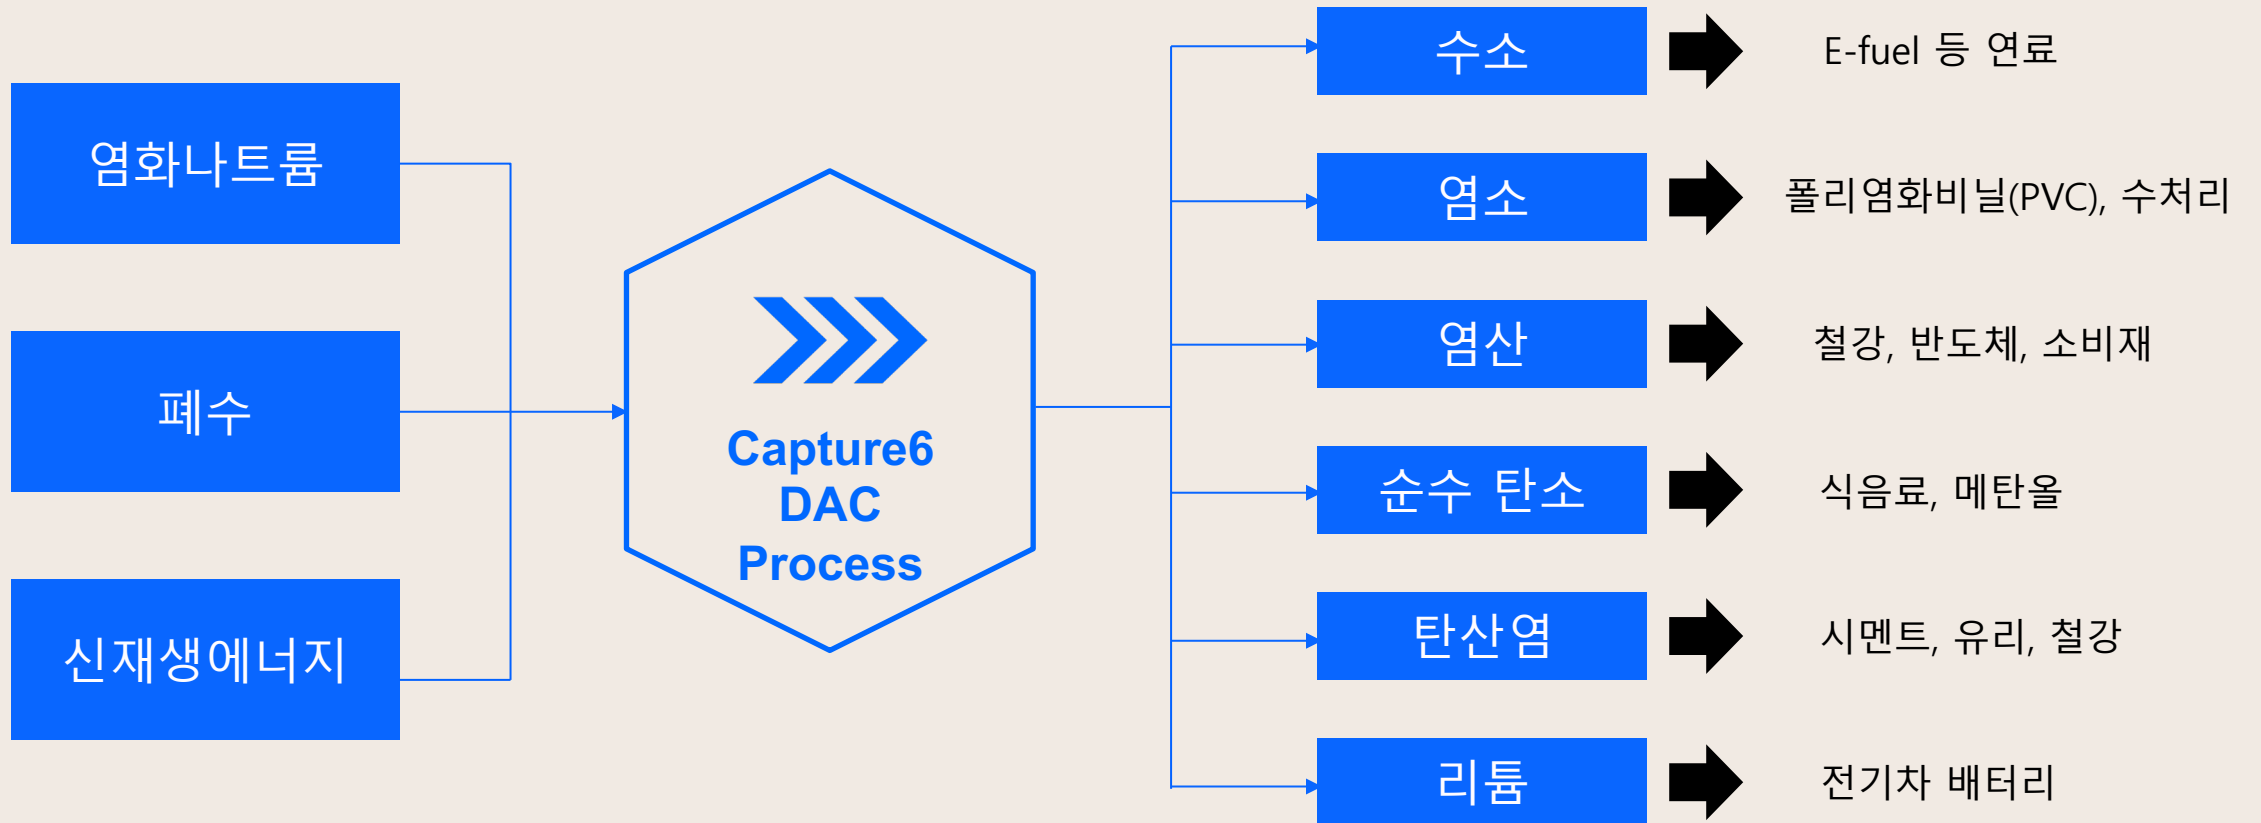 염화나트륨
폐수
신재생에너지
Capture6
DAC
Process
수소
E-fuel 등 연료
염소
폴리염화비닐(PVC), 수처리
염산
철강, 반도체, 소비재
순수 탄소
식음료, 메탄올
탄산염
시멘트, 유리, 철강
리튬
전기차 배터리